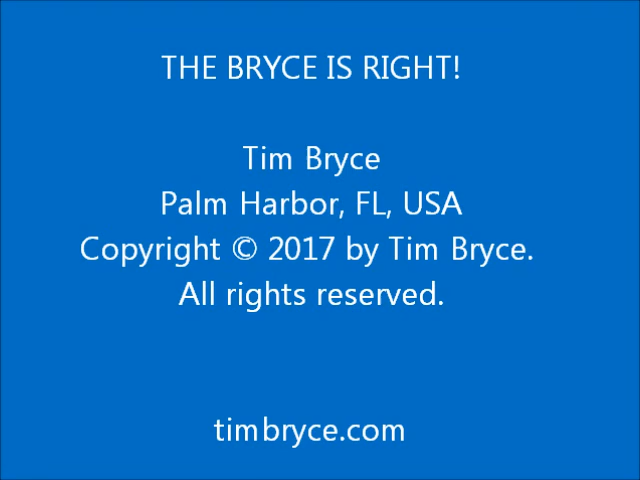 THE BRYCE IS RIGHT!
Tim Bryce
Palm Harbor, FL, USA
Copyright © 2017 by Tim Bryce.
All rights reserved.
timbryce.com